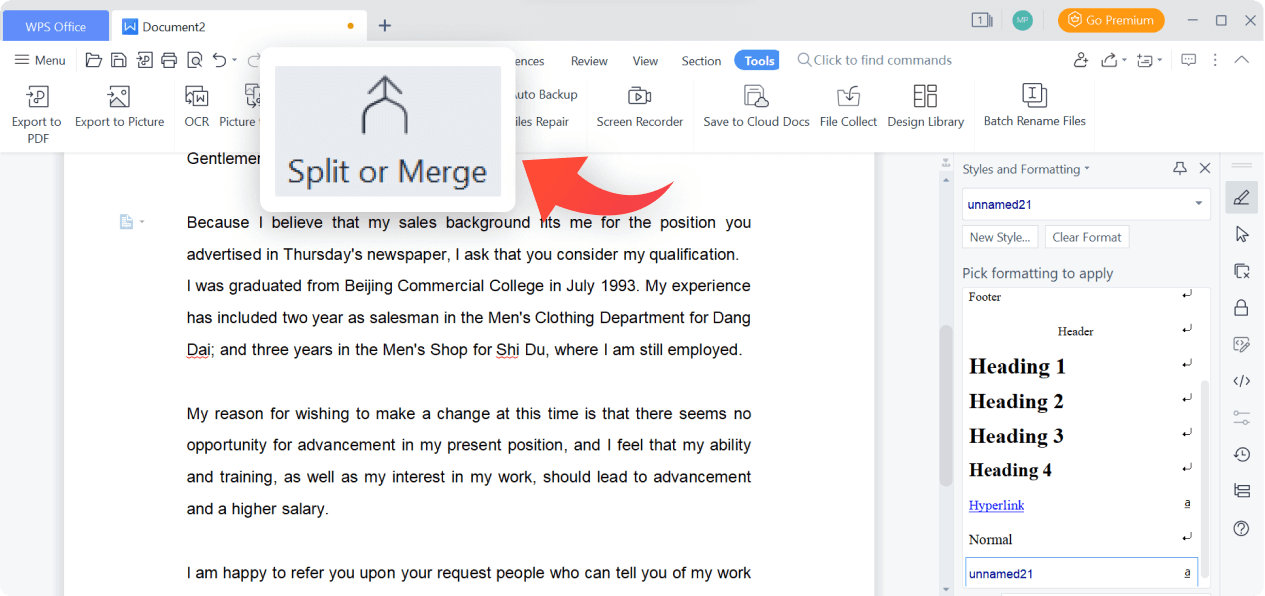 WPS Office
Document2
1
MP
Go Premium
Menu
ences
Review
View
Section
Tools
Click to find commands
Export to PDF
Export to Picture
OCR
Picture
Split or Merge
uto Backup
iles Repair
Screen Recorder
Save to Cloud Docs
File Collect
Design Library
Batch Rename Files
Gentlemen
Because I believe that my sales background fits me for the position you
advertised in Thursday's newspaper, I ask that you consider my qualification.
I was graduated from Beijing Commercial College in July 1993. My experience
has included two year as salesman in the Men's Clothing Department for Dang
Dai; and three years in the Men's Shop for Shi Du, where I am still employed.
My reason for wishing to make a change at this time is that there seems no
opportunity for advancement in my present position, and I feel that my ability
and training, as well as my interest in my work, should lead to advancement
and a higher salary.
I am happy to refer you upon your request people who can tell you of my work
Styles and Formatting
unnamed21
New Style...
Clear Format
Pick formatting to apply
Footer
Header
Heading 1
Heading 2
Heading 3
Heading 4
Hyperlink
a
Normal
unnamed21
a